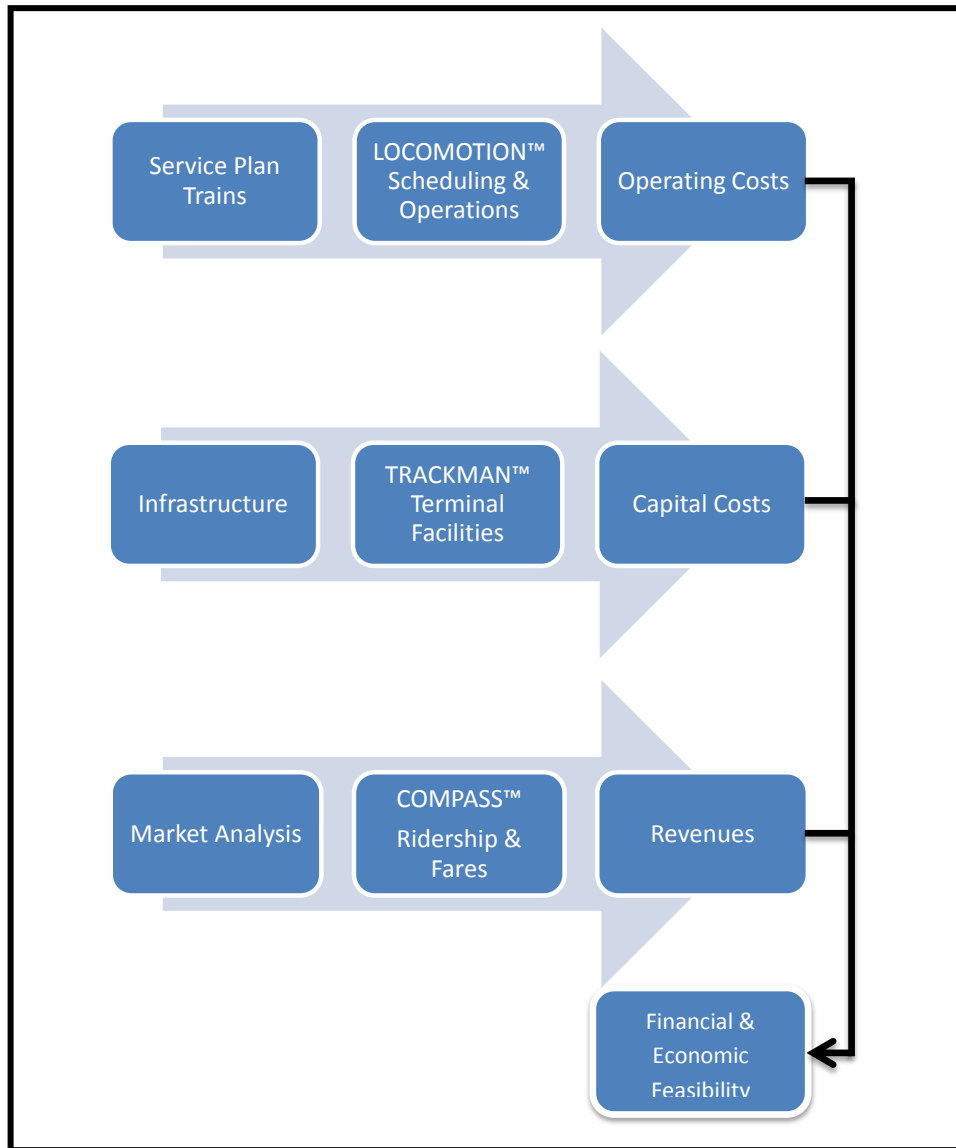 Service Plan
Trains
LOCOMOTION™
Scheduling &
Operations
Operating Costs
Infrastructure
TRACKMAN™
Terminal
Facilities
Capital Costs
Market Analysis
COMPASS™
Ridership &
Fares
Revenues
Financial &
Economic
Feasibility